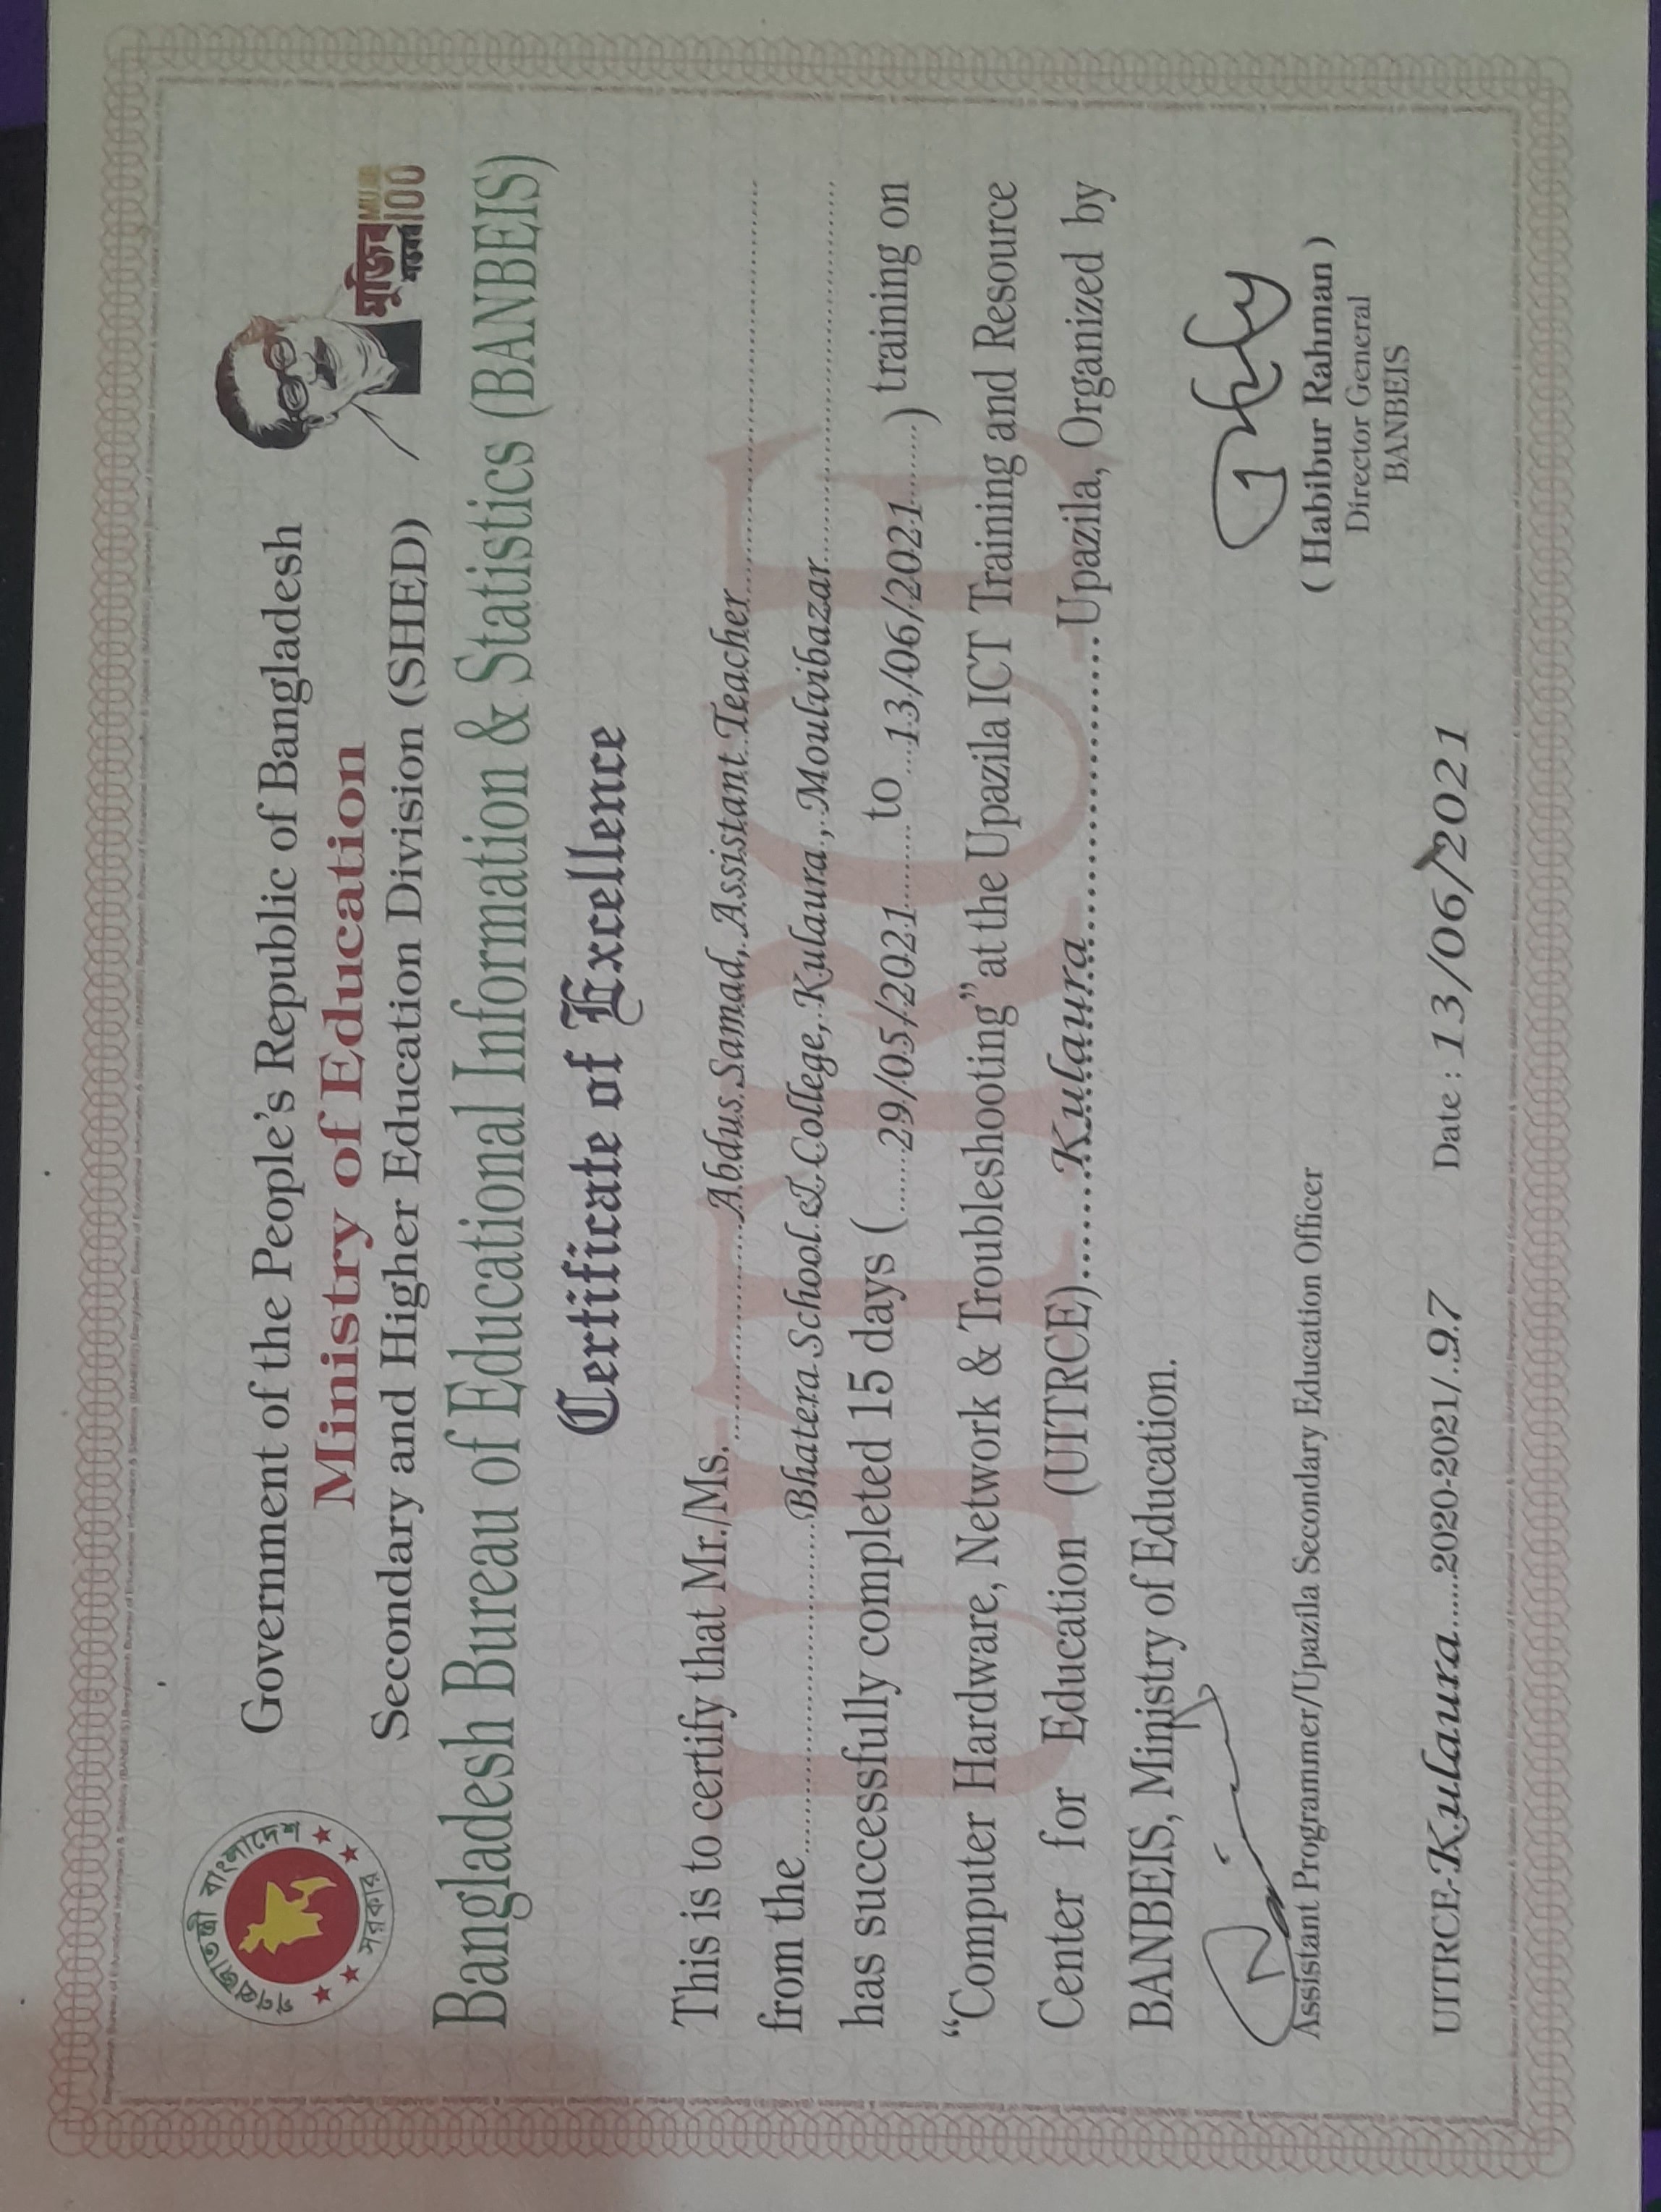 গণপ্রজাতন্ত্রী বাংলাদেশ
সরকার
Government of the People's Republic of Bangladesh
Ministry of Education
Secondary and Higher Education Division (SHED)
মুজিব MUJIB
শতবর্ষ 100
Bangladesh Bureau of Educational Information & Statistics (BANBEIS)
Certificate of Excellence
UITRCE
This is to certify that Mr./Ms. Abdus Samad, Assistant Teacher
from the Bhatera School & College, Kulaura, Moulvibazar
has successfully completed 15 days (29/05/2021 to 13/06/2021) training on
“Computer Hardware, Network & Troubleshooting” at the Upazila ICT Training and Resource
Center for Education (UITRCE) Kulaura Upazila, Organized by
BANBEIS, Ministry of Education.
Assistant Programmer/Upazila Secondary Education Officer
( Habibur Rahman )
Director General
BANBEIS
UITRCE-Kulaura 2020-2021/ 97 Date : 13/06/2021